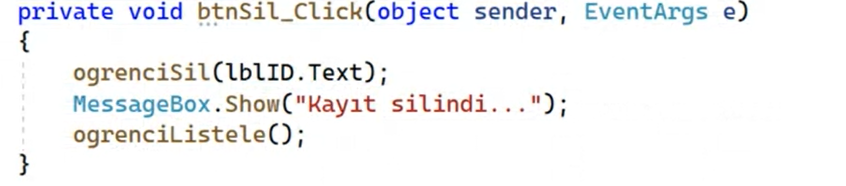 private void btnSil_Click(object sender, EventArgs e)
{
ogrenciSil(lblID.Text);
MessageBox.Show("Kayıt silindi...");
ogrenciListele();
}